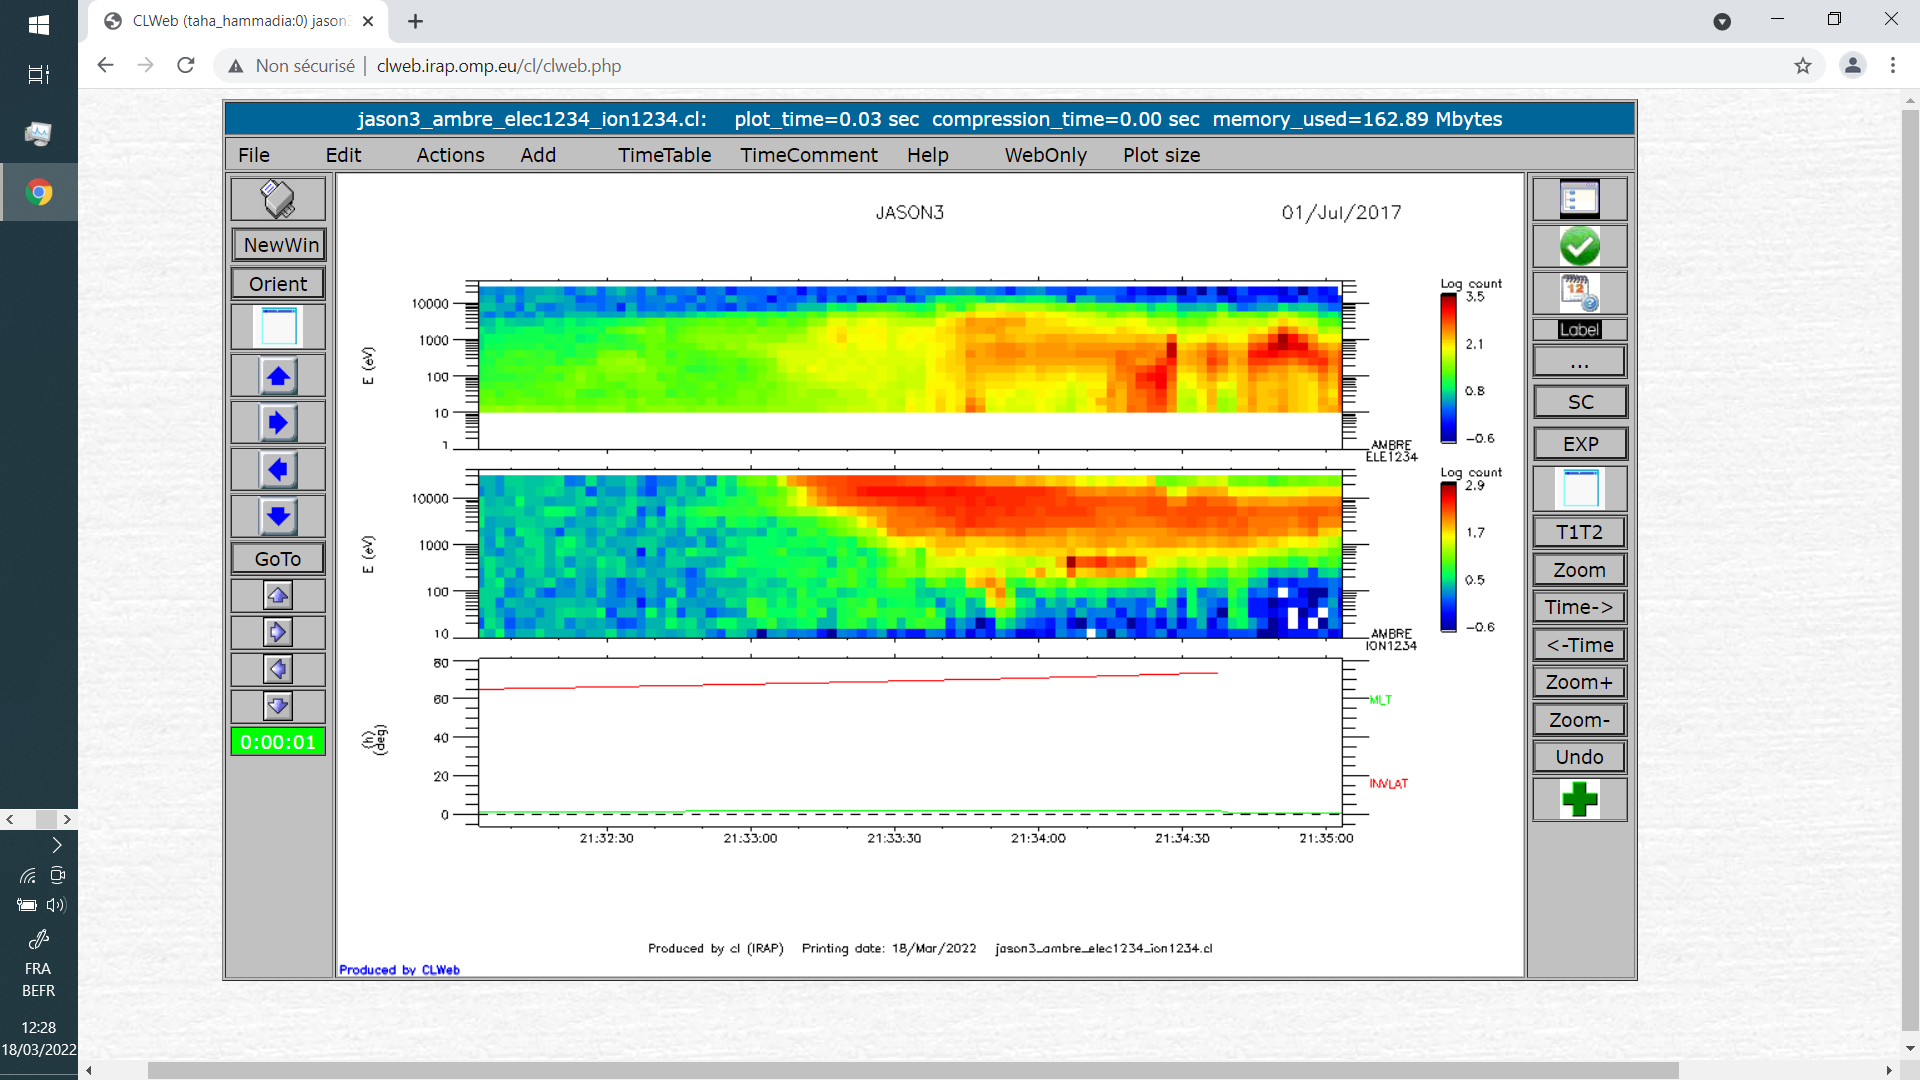 CLWeb (taha_hammadia:0) jason
Non sécurisé | clweb.irap.omp.eu/cl/clweb.php
jason3_ambre_elec1234_ion1234.cl: plot_time=0.03 sec compression_time=0.00 sec memory_used=162.89 Mbytes
File Edit Actions Add TimeTable TimeComment Help WebOnly Plot size
NewWin
Orient
GoTo
0:00:01
JASON3 01/Jul/2017
E (eV)
10000
1000
100
10
1
Log count
3.5
2.1
0.8
-0.6
AMBRE
ELE1234
E (eV)
10000
1000
100
10
Log count
2.9
1.7
0.5
-0.6
AMBRE
ION1234
(h)
(deg)
80
60
40
20
0
MLT
INVLAT
21:32:30 21:33:00 21:33:30 21:34:00 21:34:30 21:35:00
Produced by cl (IRAP) Printing date: 18/Mar/2022 jason3_ambre_elec1234_ion1234.cl
Produced by CLWeb
12
Label
...
SC
EXP
T1T2
Zoom
Time->
<-Time
Zoom+
Zoom-
Undo
FRA
BEFR
12:28
18/03/2022